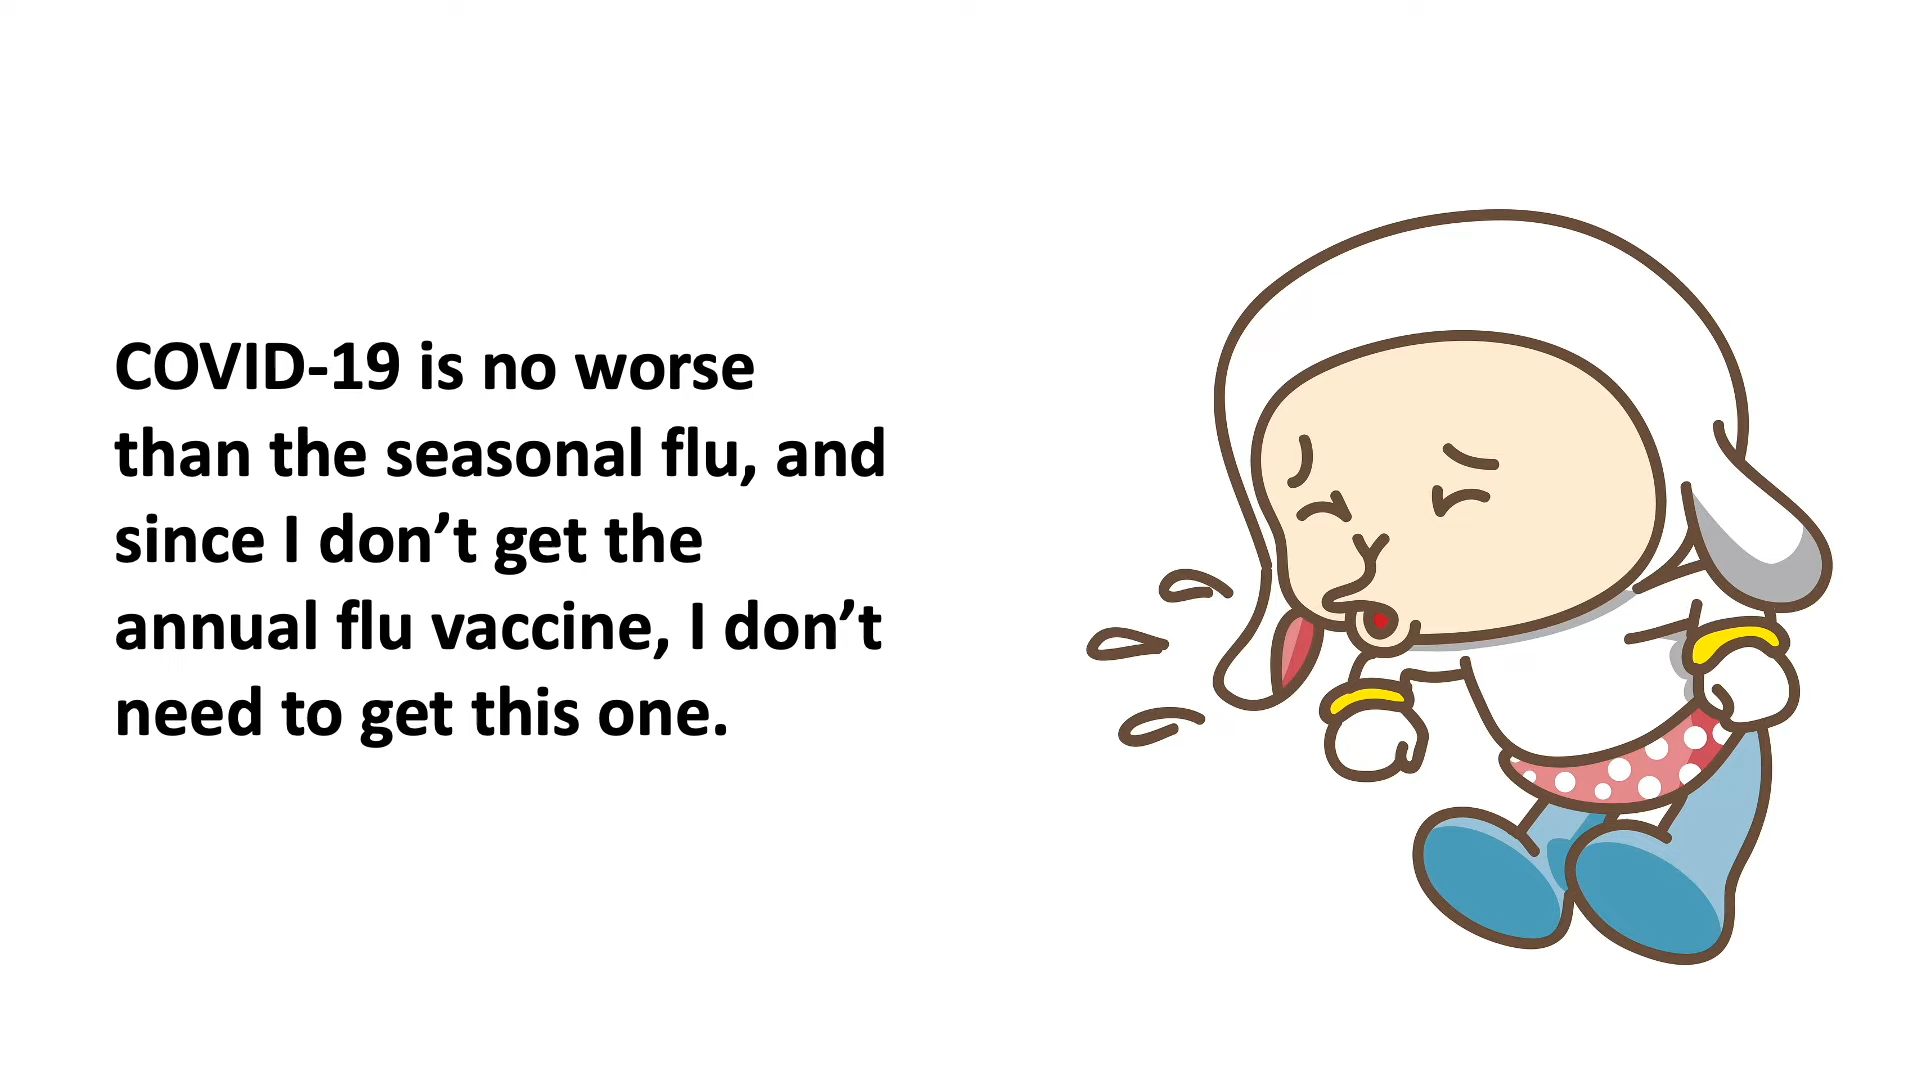 COVID-19 is no worse
than the seasonal flu, and
since I don’t get the
annual flu vaccine, I don’t
need to get this one.